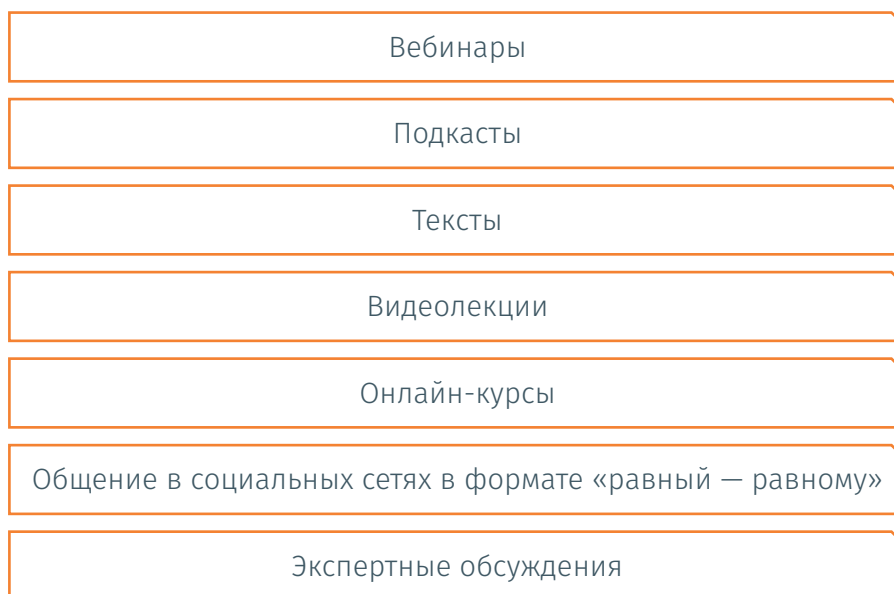 Вебинары
Подкасты
Тексты
Видеолекции
Онлайн-курсы
Общение в социальных сетях в формате «равный — равному»
Экспертные обсуждения